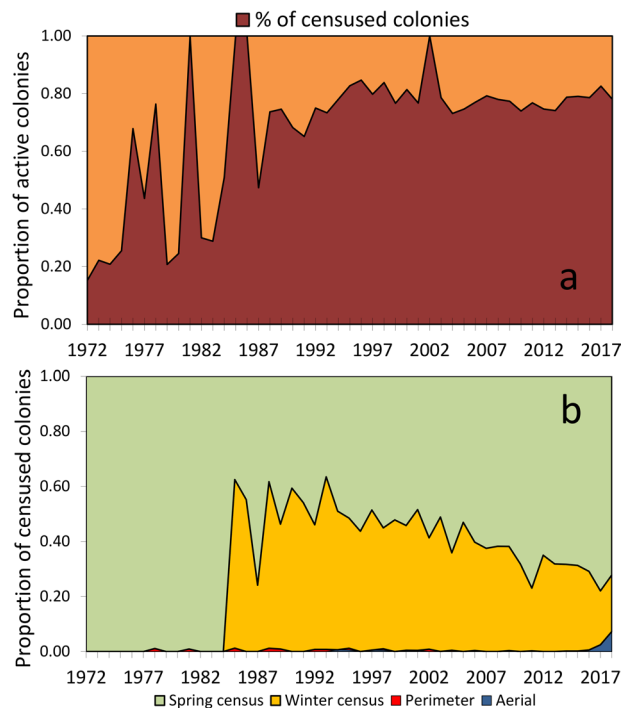 % of censused colonies
Proportion of active colonies
1.00
0.80
0.60
0.40
0.20
0.00
a
1972 1977 1982 1987 1992 1997 2002 2007 2012 2017
Proportion of censused colonies
1.00
0.80
0.60
0.40
0.20
0.00
b
1972 1977 1982 1987 1992 1997 2002 2007 2012 2017
Spring census Winter census Perimeter Aerial